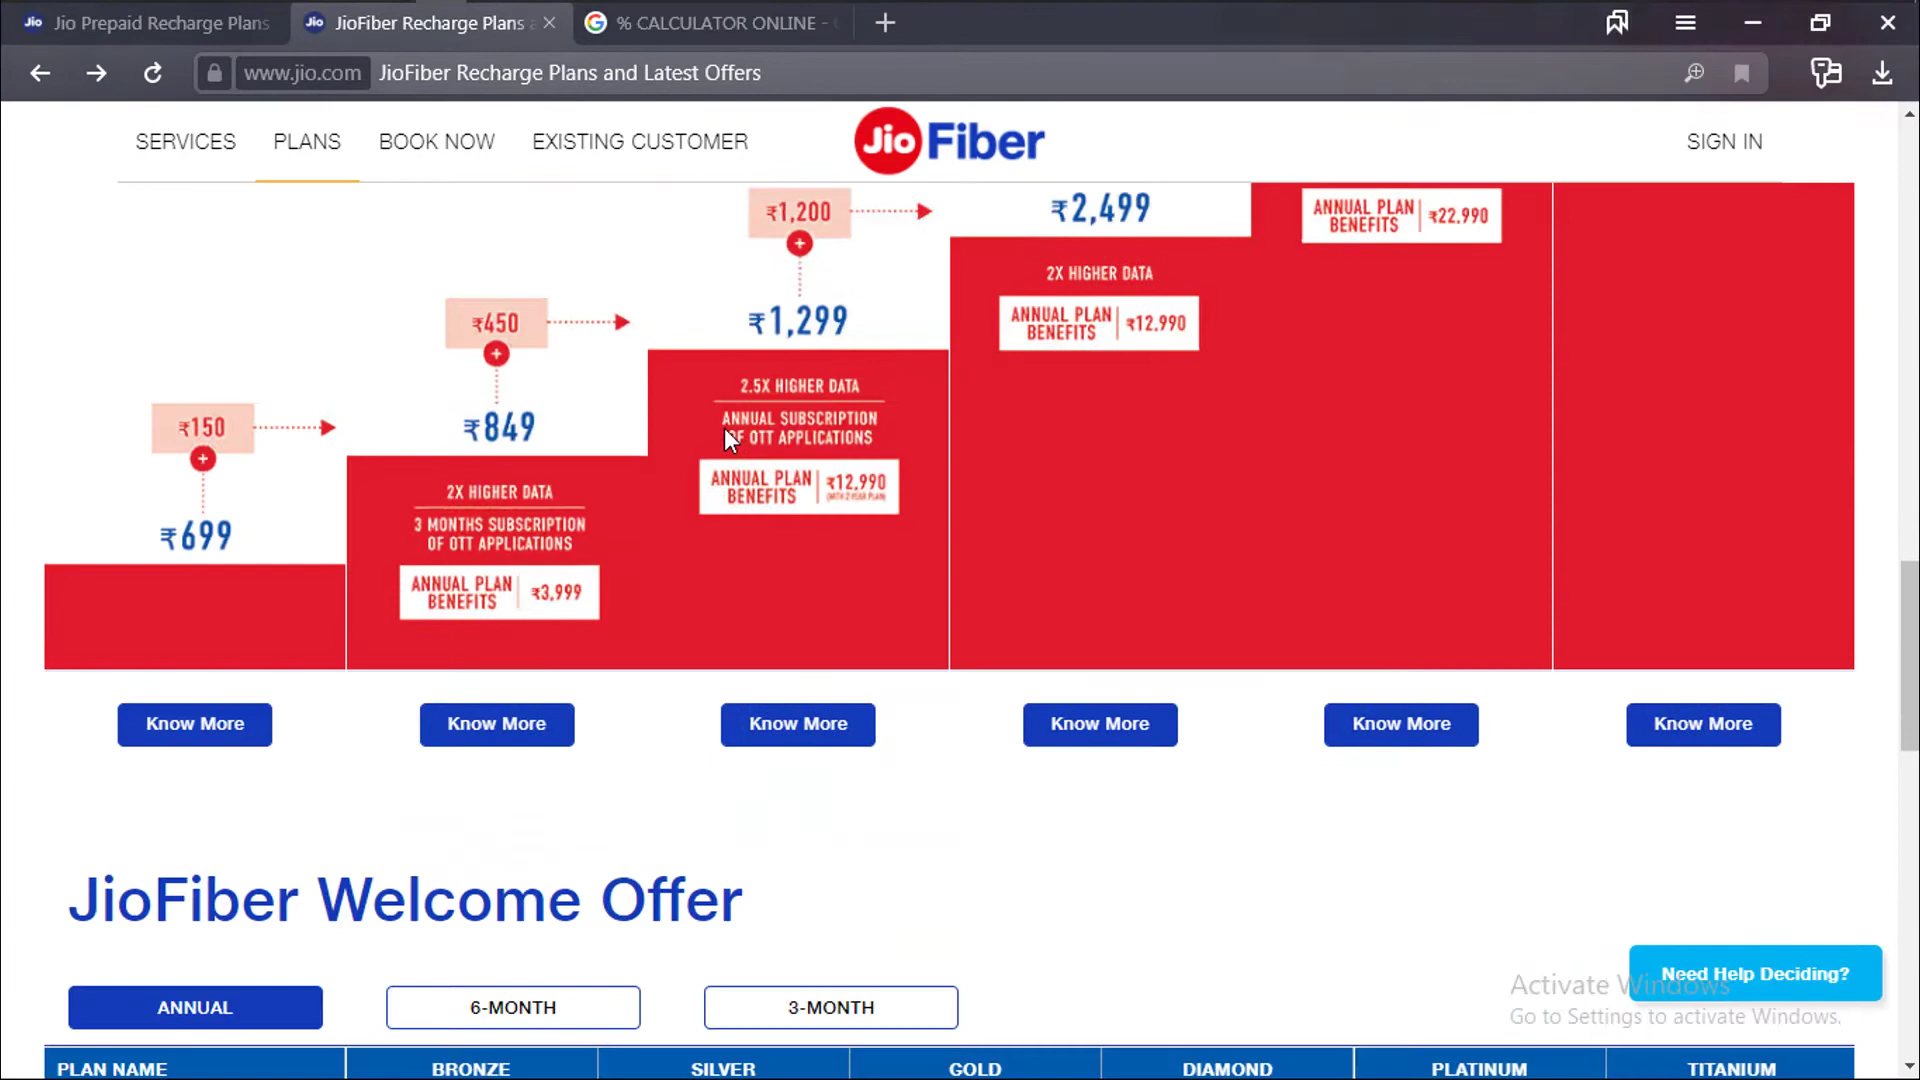 Jio Prepaid Recharge Plans
JioFiber Recharge Plans a
% CALCULATOR ONLINE -
www.jio.com JioFiber Recharge Plans and Latest Offers
SERVICES PLANS BOOK NOW EXISTING CUSTOMER Jio Fiber SIGN IN
₹1,200
₹2,499
ANNUAL PLAN BENEFITS ₹22,990
2X HIGHER DATA
ANNUAL PLAN BENEFITS ₹12,990
₹450
₹1,299
2.5X HIGHER DATA
ANNUAL SUBSCRIPTION
OF OTT APPLICATIONS
ANNUAL PLAN BENEFITS ₹12,990
(WITH 2 YEAR PLAN)
₹150
₹849
2X HIGHER DATA
3 MONTHS SUBSCRIPTION
OF OTT APPLICATIONS
ANNUAL PLAN BENEFITS ₹3,999
₹699
Know More Know More Know More Know More Know More Know More
JioFiber Welcome Offer
Need Help Deciding?
Activate Windows
Go to Settings to activate Windows.
ANNUAL 6-MONTH 3-MONTH
PLAN NAME BRONZE SILVER GOLD DIAMOND PLATINUM TITANIUM